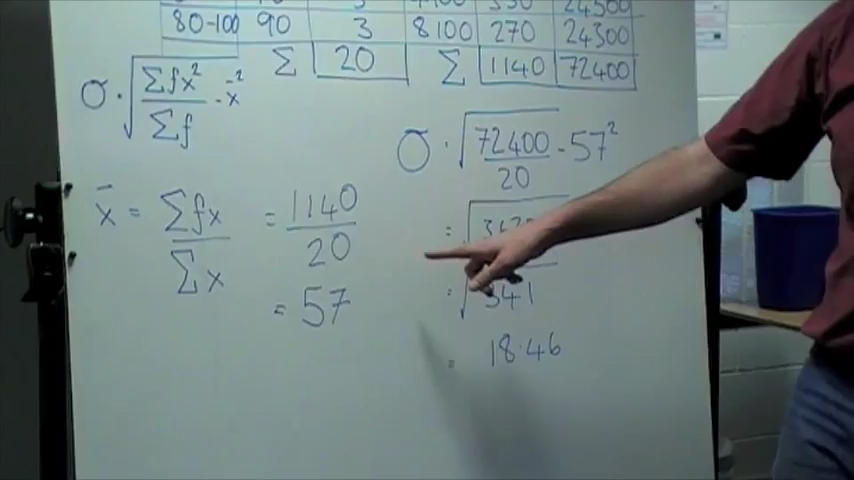 80-100 90 3 8100 270 24300
Σ 20 Σ 1140 72400
σ = √(Σfx² / Σf - x̄²)
σ = √(72400 / 20 - 57²)
x̄ = Σfx / Σx = 1140 / 20
= 57
= √341
= 18.46